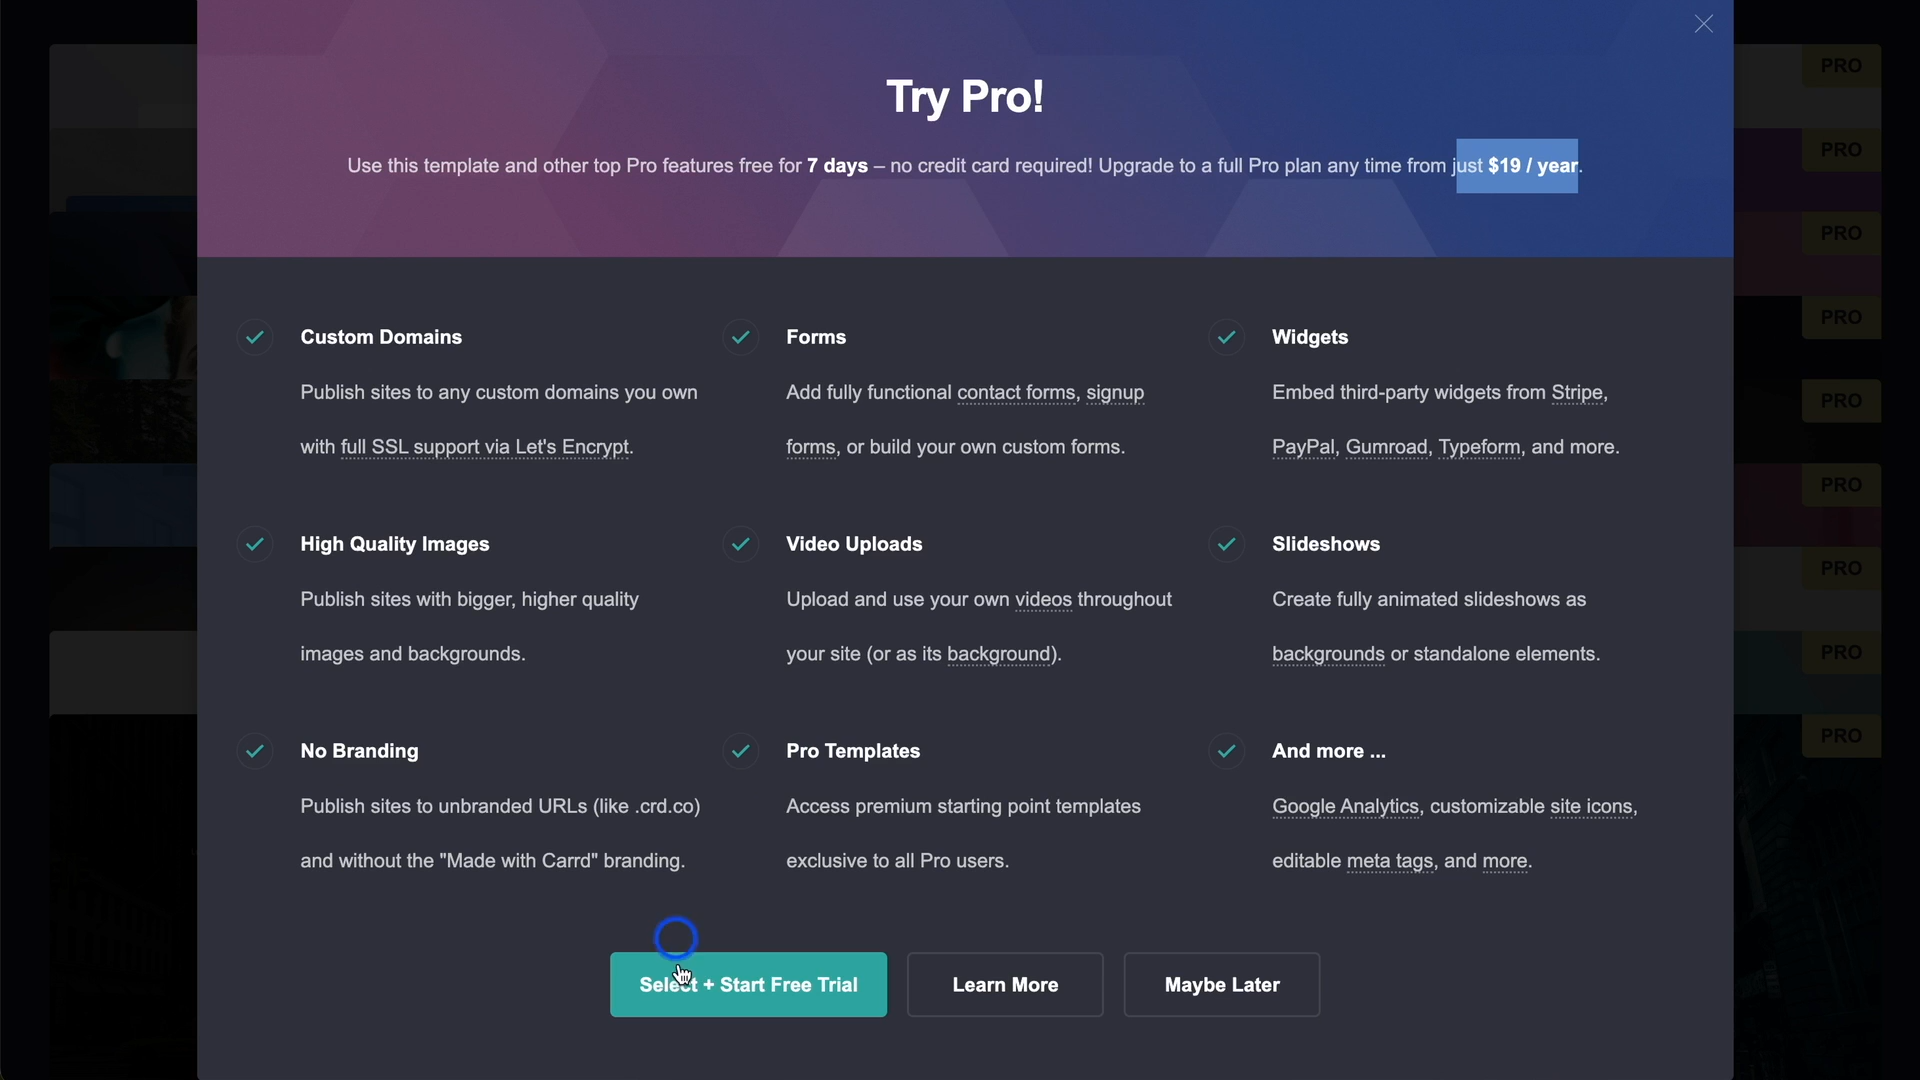 Try Pro!
Use this template and other top Pro features free for 7 days – no credit card required! Upgrade to a full Pro plan any time from just $19 / year.
PRO
PRO
PRO
PRO
PRO
PRO
PRO
PRO
PRO
Custom Domains
Publish sites to any custom domains you own
with full SSL support via Let's Encrypt.
Forms
Add fully functional contact forms, signup
forms, or build your own custom forms.
Widgets
Embed third-party widgets from Stripe,
PayPal, Gumroad, Typeform, and more.
High Quality Images
Publish sites with bigger, higher quality
images and backgrounds.
Video Uploads
Upload and use your own videos throughout
your site (or as its background).
Slideshows
Create fully animated slideshows as
backgrounds or standalone elements.
No Branding
Publish sites to unbranded URLs (like .crd.co)
and without the "Made with Carrd" branding.
Pro Templates
Access premium starting point templates
exclusive to all Pro users.
And more ...
Google Analytics, customizable site icons,
editable meta tags, and more.
Select + Start Free Trial
Learn More
Maybe Later